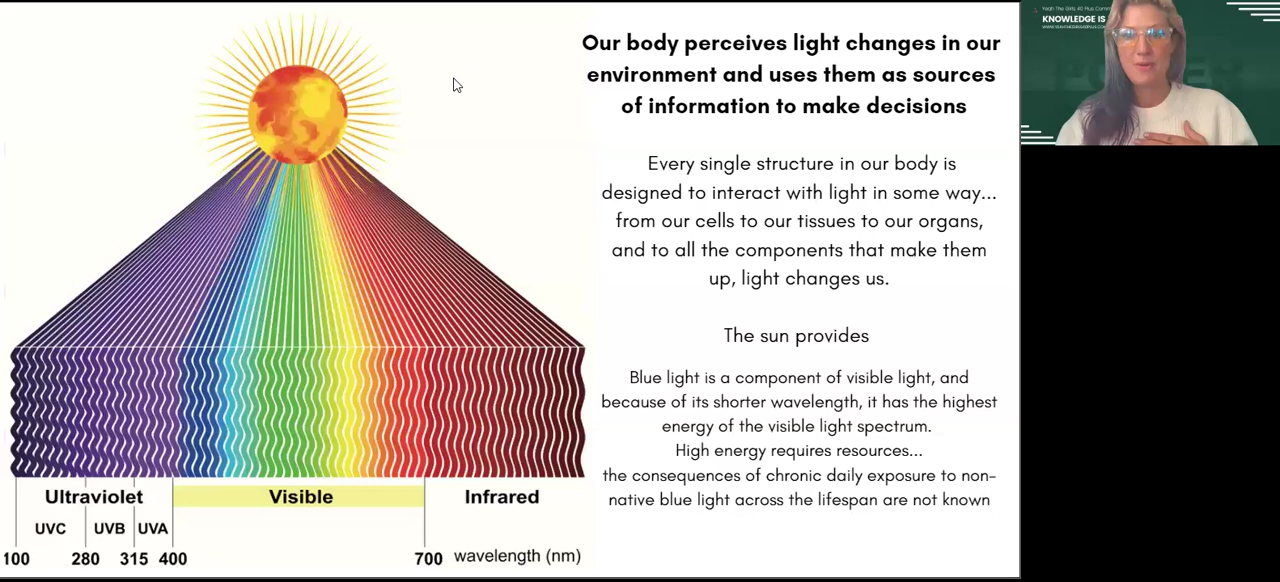 Our body perceives light changes in our
environment and uses them as sources
of information to make decisions
Every single structure in our body is
designed to interact with light in some way...
from our cells to our tissues to our organs,
and to all the components that make them
up, light changes us.
The sun provides
Blue light is a component of visible light, and
because of its shorter wavelength, it has the highest
energy of the visible light spectrum.
High energy requires resources...
the consequences of chronic daily exposure to non-
native blue light across the lifespan are not known
Ultraviolet
Visible
Infrared
UVC
UVB
UVA
100
280
315
400
700
wavelength (nm)
Yeah The Girls 40 Plus
KNOWLEDGE IS